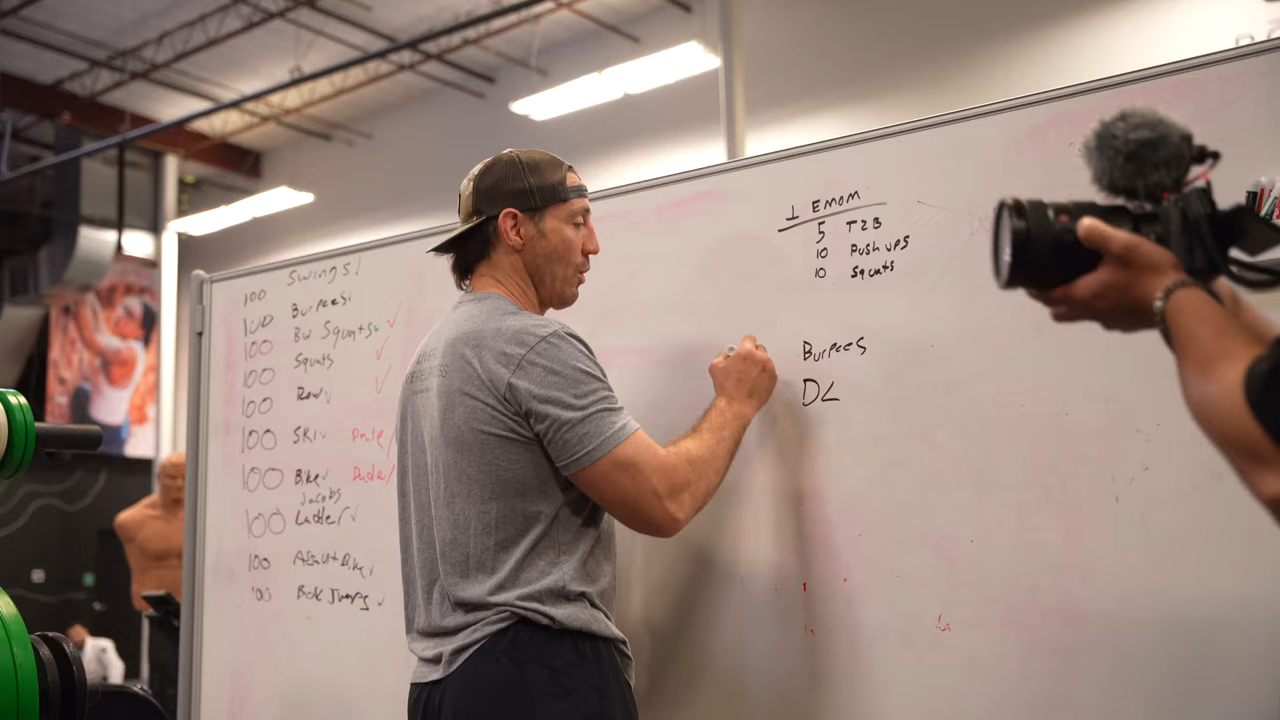 100 Swings
100 Burpees
100 BW Squats
100 Squats
100 Row
100 Ski
100 Bike
Jacobs
100 Ladder
100 Assault Bike
100 Box Jumps
1 EMOM
5 T2B
10 Push ups
10 Squats
Burpees
DL